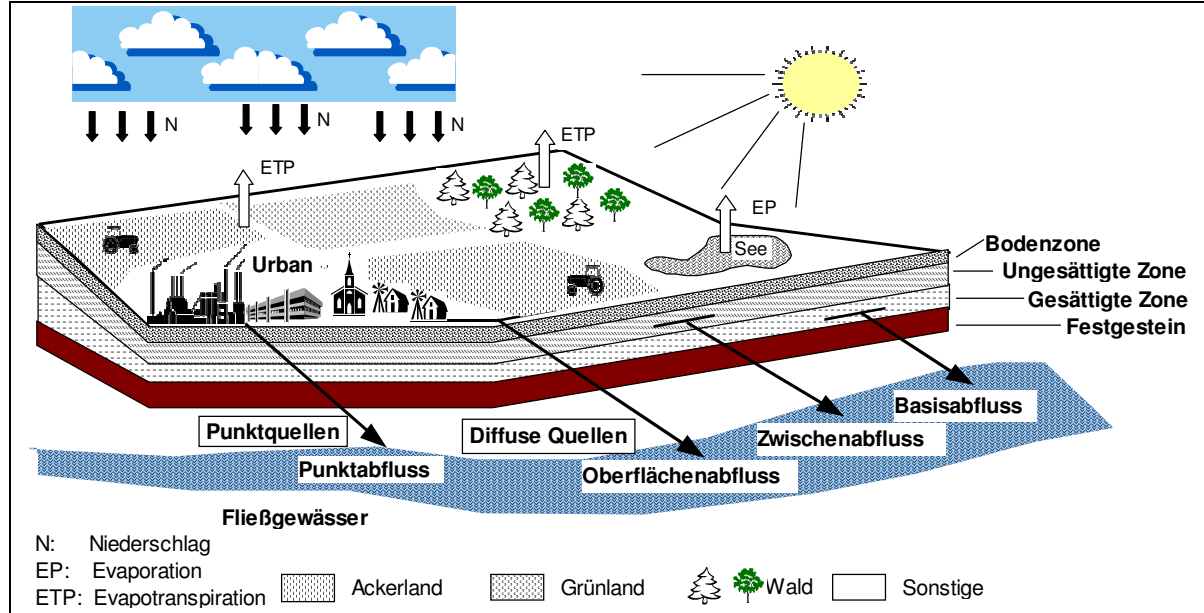 N
N
N
ETP
ETP
EP
See
Urban
Bodenzone
Ungesättigte Zone
Gesättigte Zone
Festgestein
Basisabfluss
Punktquellen
Diffuse Quellen
Zwischenabfluss
Punktabfluss
Oberflächenabfluss
Fließgewässer
N: Niederschlag
EP: Evaporation
ETP: Evapotranspiration
Ackerland
Grünland
Wald
Sonstige